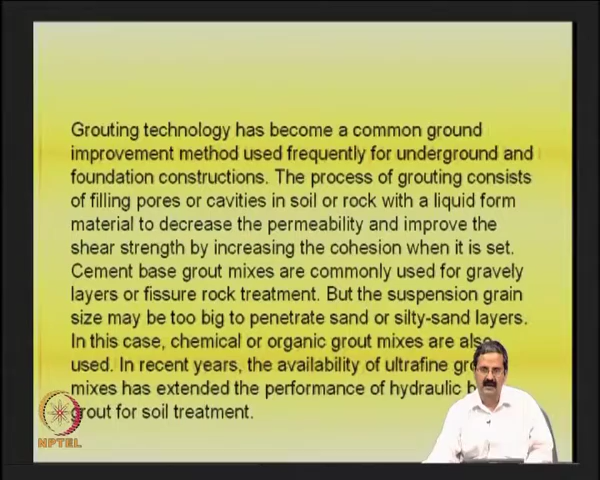 Grouting technology has become a common ground
improvement method used frequently for underground and
foundation constructions. The process of grouting consists
of filling pores or cavities in soil or rock with a liquid form
material to decrease the permeability and improve the
shear strength by increasing the cohesion when it is set.
Cement base grout mixes are commonly used for gravely
layers or fissure rock treatment. But the suspension grain
size may be too big to penetrate sand or silty-sand layers.
In this case, chemical or organic grout mixes are also
used. In recent years, the availability of ultrafine
mixes has extended the performance of hydraulic
grout for soil treatment.
NPTEL